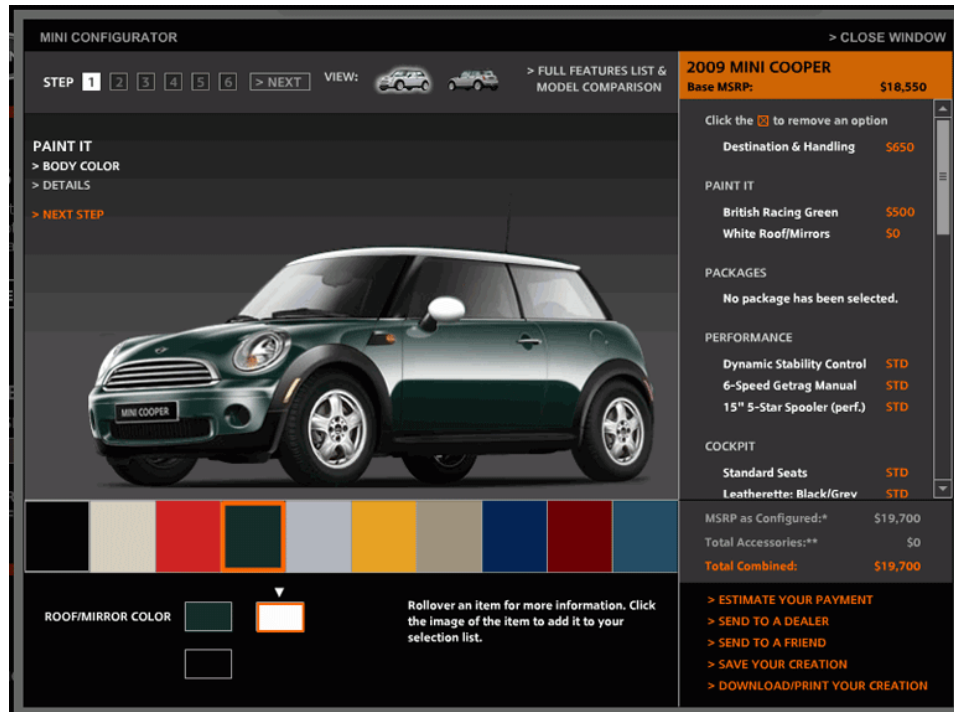 MINI CONFIGURATOR
> CLOSE WINDOW
STEP 1 2 3 4 5 6 > NEXT VIEW:
> FULL FEATURES LIST &
MODEL COMPARISON
PAINT IT
> BODY COLOR
> DETAILS
> NEXT STEP
MINI COOPER
ROOF/MIRROR COLOR
Rollover an item for more information. Click
the image of the item to add it to your
selection list.
2009 MINI COOPER
Base MSRP: $18,550
Click the ☒ to remove an option
Destination & Handling $650
PAINT IT
British Racing Green $500
White Roof/Mirrors $0
PACKAGES
No package has been selected.
PERFORMANCE
Dynamic Stability Control STD
6-Speed Getrag Manual STD
15" 5-Star Spooler (perf.) STD
COCKPIT
Standard Seats STD
Leatherette: Black/Grey STD
MSRP as Configured:* $19,700
Total Accessories:** $0
Total Combined: $19,700
> ESTIMATE YOUR PAYMENT
> SEND TO A DEALER
> SEND TO A FRIEND
> SAVE YOUR CREATION
> DOWNLOAD/PRINT YOUR CREATION